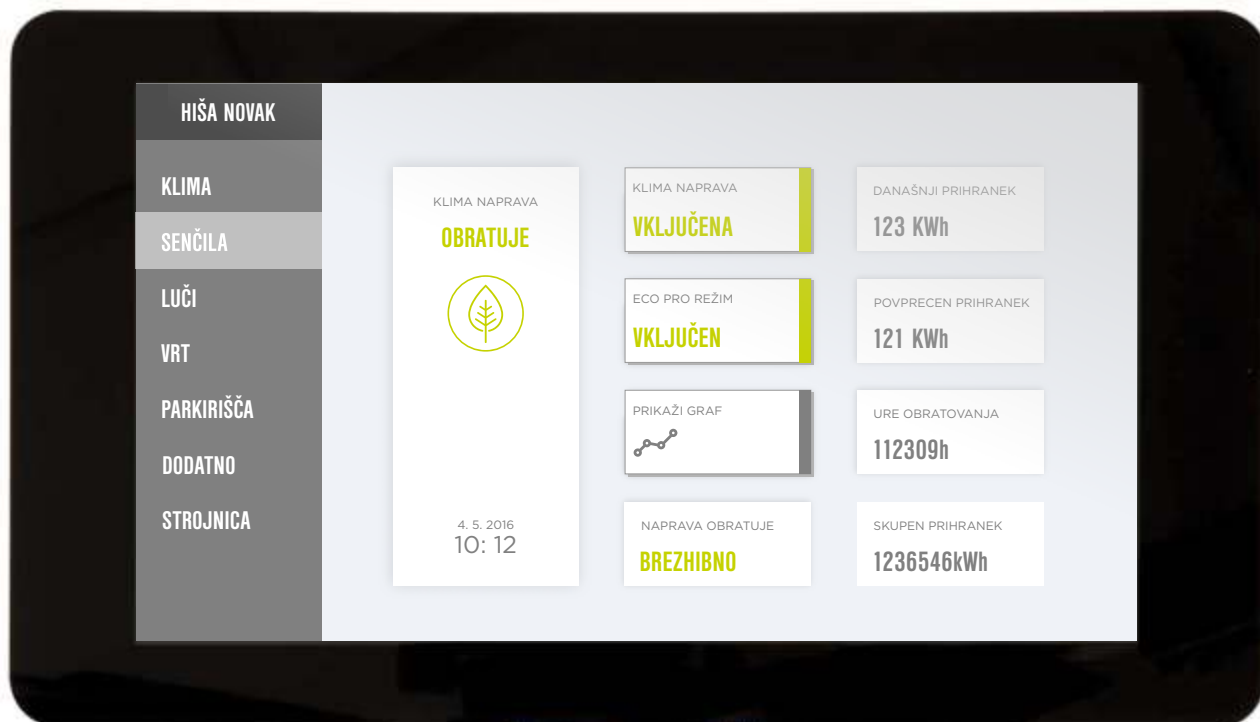 HIŠA NOVAK
KLIMA
SENČILA
LUČI
VRT
PARKIRIŠČA
DODATNO
STROJNICA
KLIMA NAPRAVA
OBRATUJE
4. 5. 2016
10: 12
KLIMA NAPRAVA
VKLJUČENA
ECO PRO REŽIM
VKLJUČEN
PRIKAŽI GRAF
NAPRAVA OBRATUJE
BREZHIBNO
DANAŠNJI PRIHRANEK
123 KWh
POVPRECEN PRIHRANEK
121 KWh
URE OBRATOVANJA
112309h
SKUPEN PRIHRANEK
1236546kWh